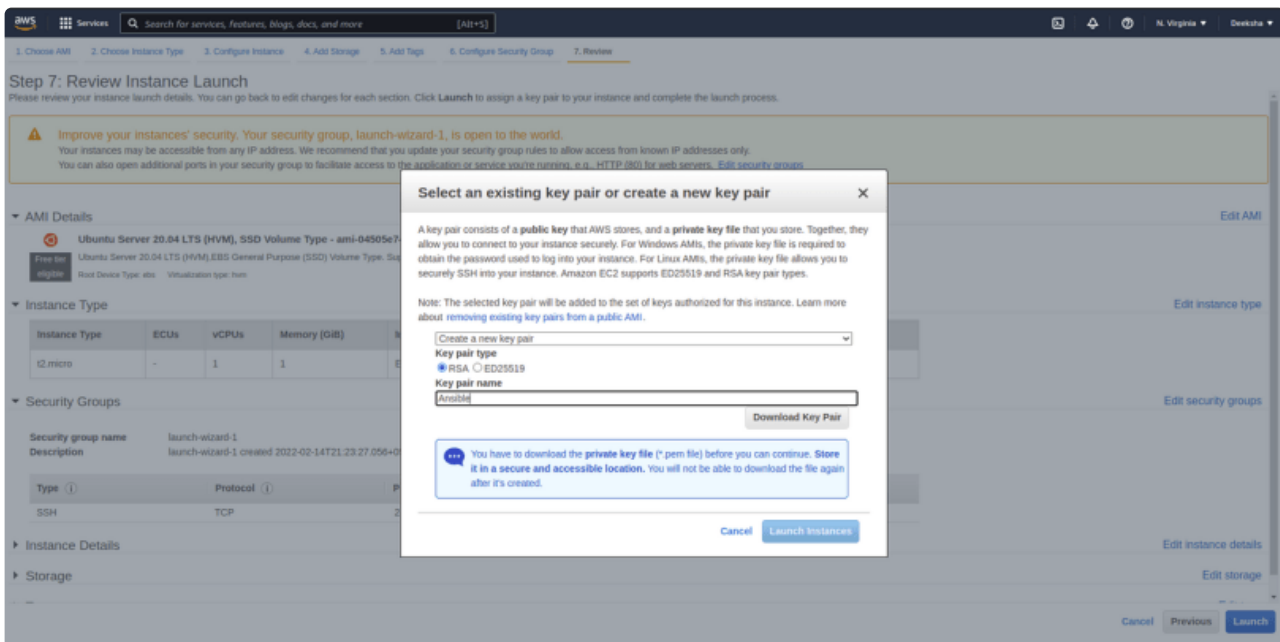 aws Services Search for services, features, blogs, docs, and more [Alt+S] N. Virginia Deeksha
1. Choose AMI 2. Choose Instance Type 3. Configure Instance 4. Add Storage 5. Add Tags 6. Configure Security Group 7. Review
Step 7: Review Instance Launch
Please review your instance launch details. You can go back to edit changes for each section. Click Launch to assign a key pair to your instance and complete the launch process.
Improve your instances' security. Your security group, launch-wizard-1, is open to the world.
Your instances may be accessible from any IP address. We recommend that you update your security group rules to allow access from known IP addresses only.
You can also open additional ports in your security group to facilitate access to the application or service you're running, e.g., HTTP (80) for web servers. Edit security groups
AMI Details Edit AMI
Ubuntu Server 20.04 LTS (HVM), SSD Volume Type - ami-04505e7
Free tier eligible
Ubuntu Server 20.04 LTS (HVM),EBS General Purpose (SSD) Volume Type.
Root Device Type: ebs Virtualization type: hvm
Instance Type Edit instance type
Instance Type ECUs vCPUs Memory (GiB)
t2.micro - 1 1
Security Groups Edit security groups
Security group name launch-wizard-1
Description launch-wizard-1 created 2022-02-14T21:23:27.056+0
Type Protocol
SSH TCP
Instance Details Edit instance details
Storage Edit storage
Cancel Previous Launch
Select an existing key pair or create a new key pair
A key pair consists of a public key that AWS stores, and a private key file that you store. Together, they
allow you to connect to your instance securely. For Windows AMIs, the private key file is required to
obtain the password used to log into your instance. For Linux AMIs, the private key file allows you to
securely SSH into your instance. Amazon EC2 supports ED25519 and RSA key pair types.
Note: The selected key pair will be added to the set of keys authorized for this instance. Learn more
about removing existing key pairs from a public AMI.
Create a new key pair
Key pair type
RSA ED25519
Key pair name
Ansible
Download Key Pair
You have to download the private key file (*.pem file) before you can continue. Store
it in a secure and accessible location. You will not be able to download the file again
after it's created.
Cancel Launch Instances